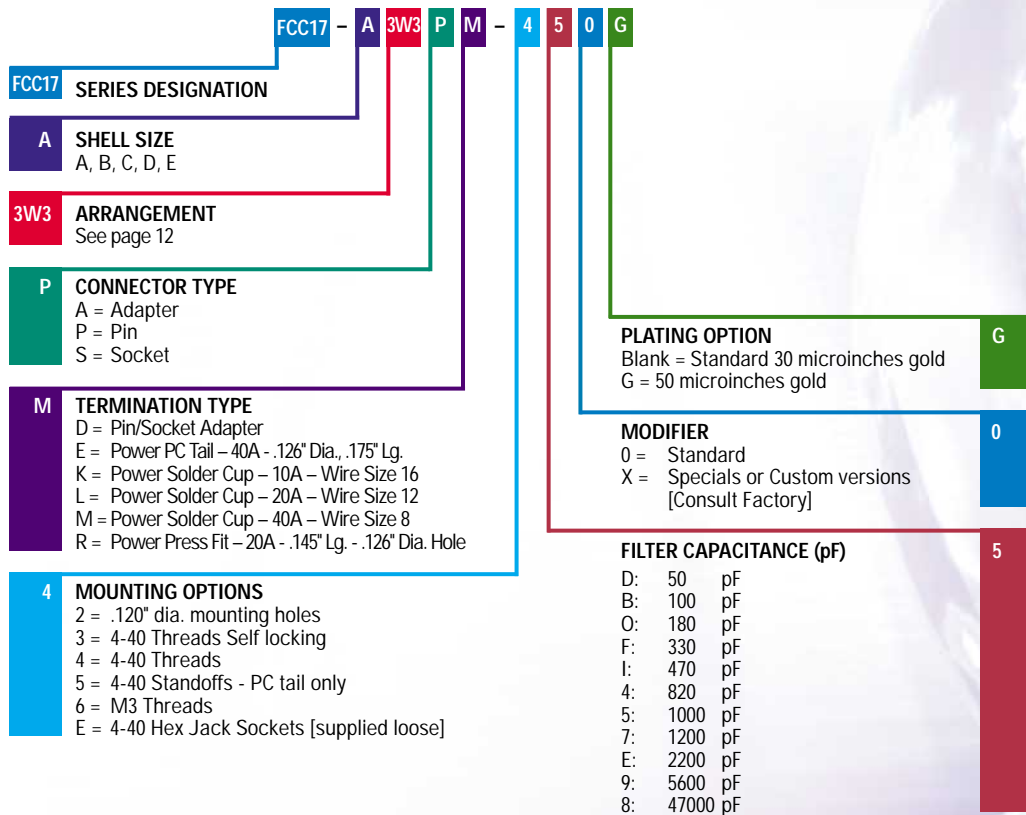 FCC17 – A 3W3 P M – 4 5 0 G
FCC17 SERIES DESIGNATION
A SHELL SIZE
A, B, C, D, E
3W3 ARRANGEMENT
See page 12
P CONNECTOR TYPE
A = Adapter
P = Pin
S = Socket
M TERMINATION TYPE
D = Pin/Socket Adapter
E = Power PC Tail – 40A - .126" Dia., .175" Lg.
K = Power Solder Cup – 10A – Wire Size 16
L = Power Solder Cup – 20A – Wire Size 12
M = Power Solder Cup – 40A – Wire Size 8
R = Power Press Fit – 20A - .145" Lg. - .126" Dia. Hole
4 MOUNTING OPTIONS
2 = .120" dia. mounting holes
3 = 4-40 Threads Self locking
4 = 4-40 Threads
5 = 4-40 Standoffs - PC tail only
6 = M3 Threads
E = 4-40 Hex Jack Sockets [supplied loose]
PLATING OPTION G
Blank = Standard 30 microinches gold
G = 50 microinches gold
MODIFIER 0
0 = Standard
X = Specials or Custom versions
[Consult Factory]
FILTER CAPACITANCE (pF) 5
D: 50 pF
B: 100 pF
O: 180 pF
F: 330 pF
I: 470 pF
4: 820 pF
5: 1000 pF
7: 1200 pF
E: 2200 pF
9: 5600 pF
8: 47000 pF